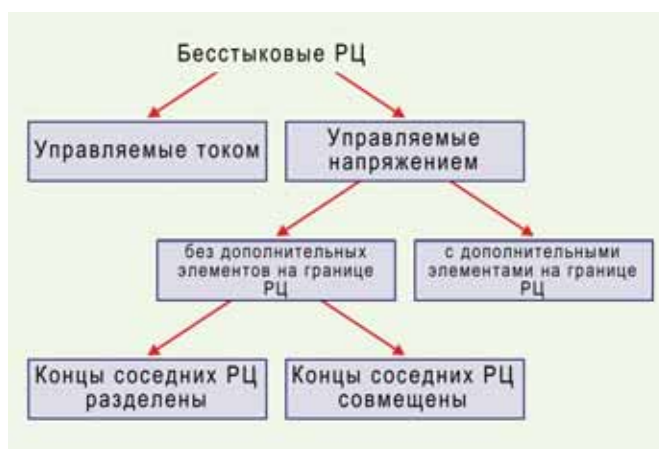 Бесстыковые РЦ
Управляемые током
Управляемые
напряжением
без дополнительных
элементов на границе
РЦ
с дополнительными
элементами на границе
РЦ
Концы соседних РЦ
разделены
Концы соседних РЦ
совмещены